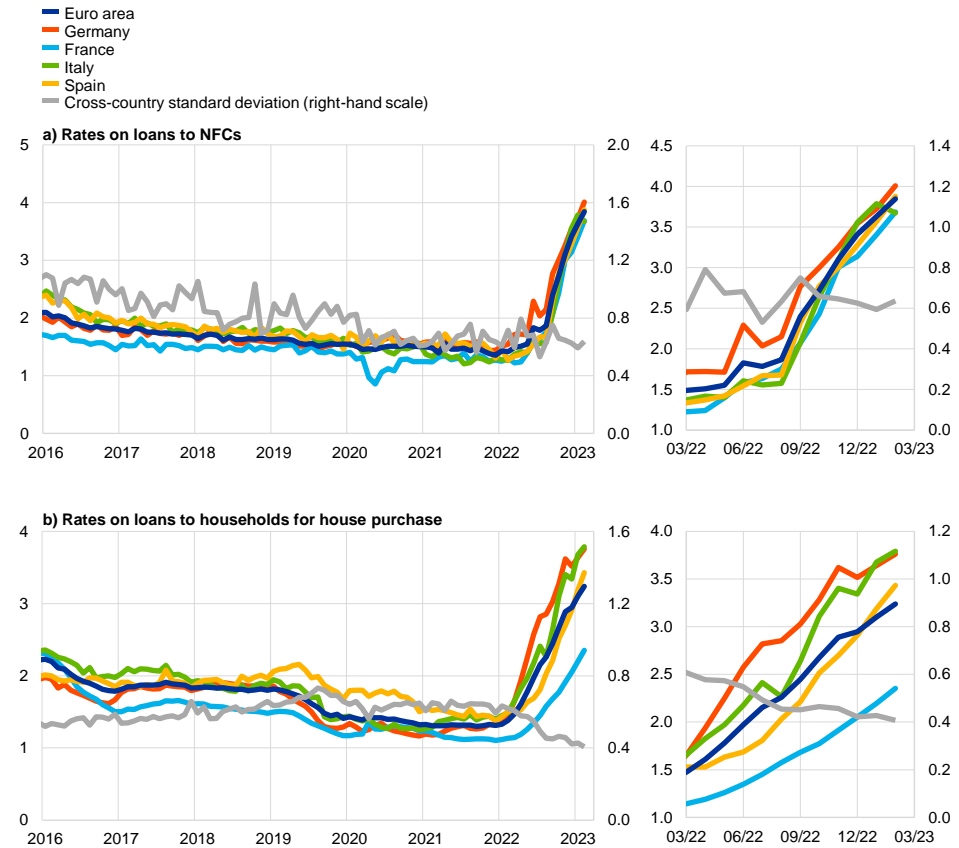 Euro area
Germany
France
Italy
Spain
Cross-country standard deviation (right-hand scale)
a) Rates on loans to NFCs
5 2.0 4.5 1.4
4 1.6 4.0 1.2
3.5 1.0
3 1.2 3.0 0.8
2 0.8 2.5 0.6
2.0 0.4
1 0.4 1.5 0.2
0 0.0 1.0 0.0
2016 2017 2018 2019 2020 2021 2022 2023 03/22 06/22 09/22 12/22 03/23
b) Rates on loans to households for house purchase
4 1.6 4.0 1.2
3.5 1.0
3 1.2 3.0 0.8
2 0.8 2.5 0.6
2.0 0.4
1 0.4 1.5 0.2
0 0.0 1.0 0.0
2016 2017 2018 2019 2020 2021 2022 2023 03/22 06/22 09/22 12/22 03/23